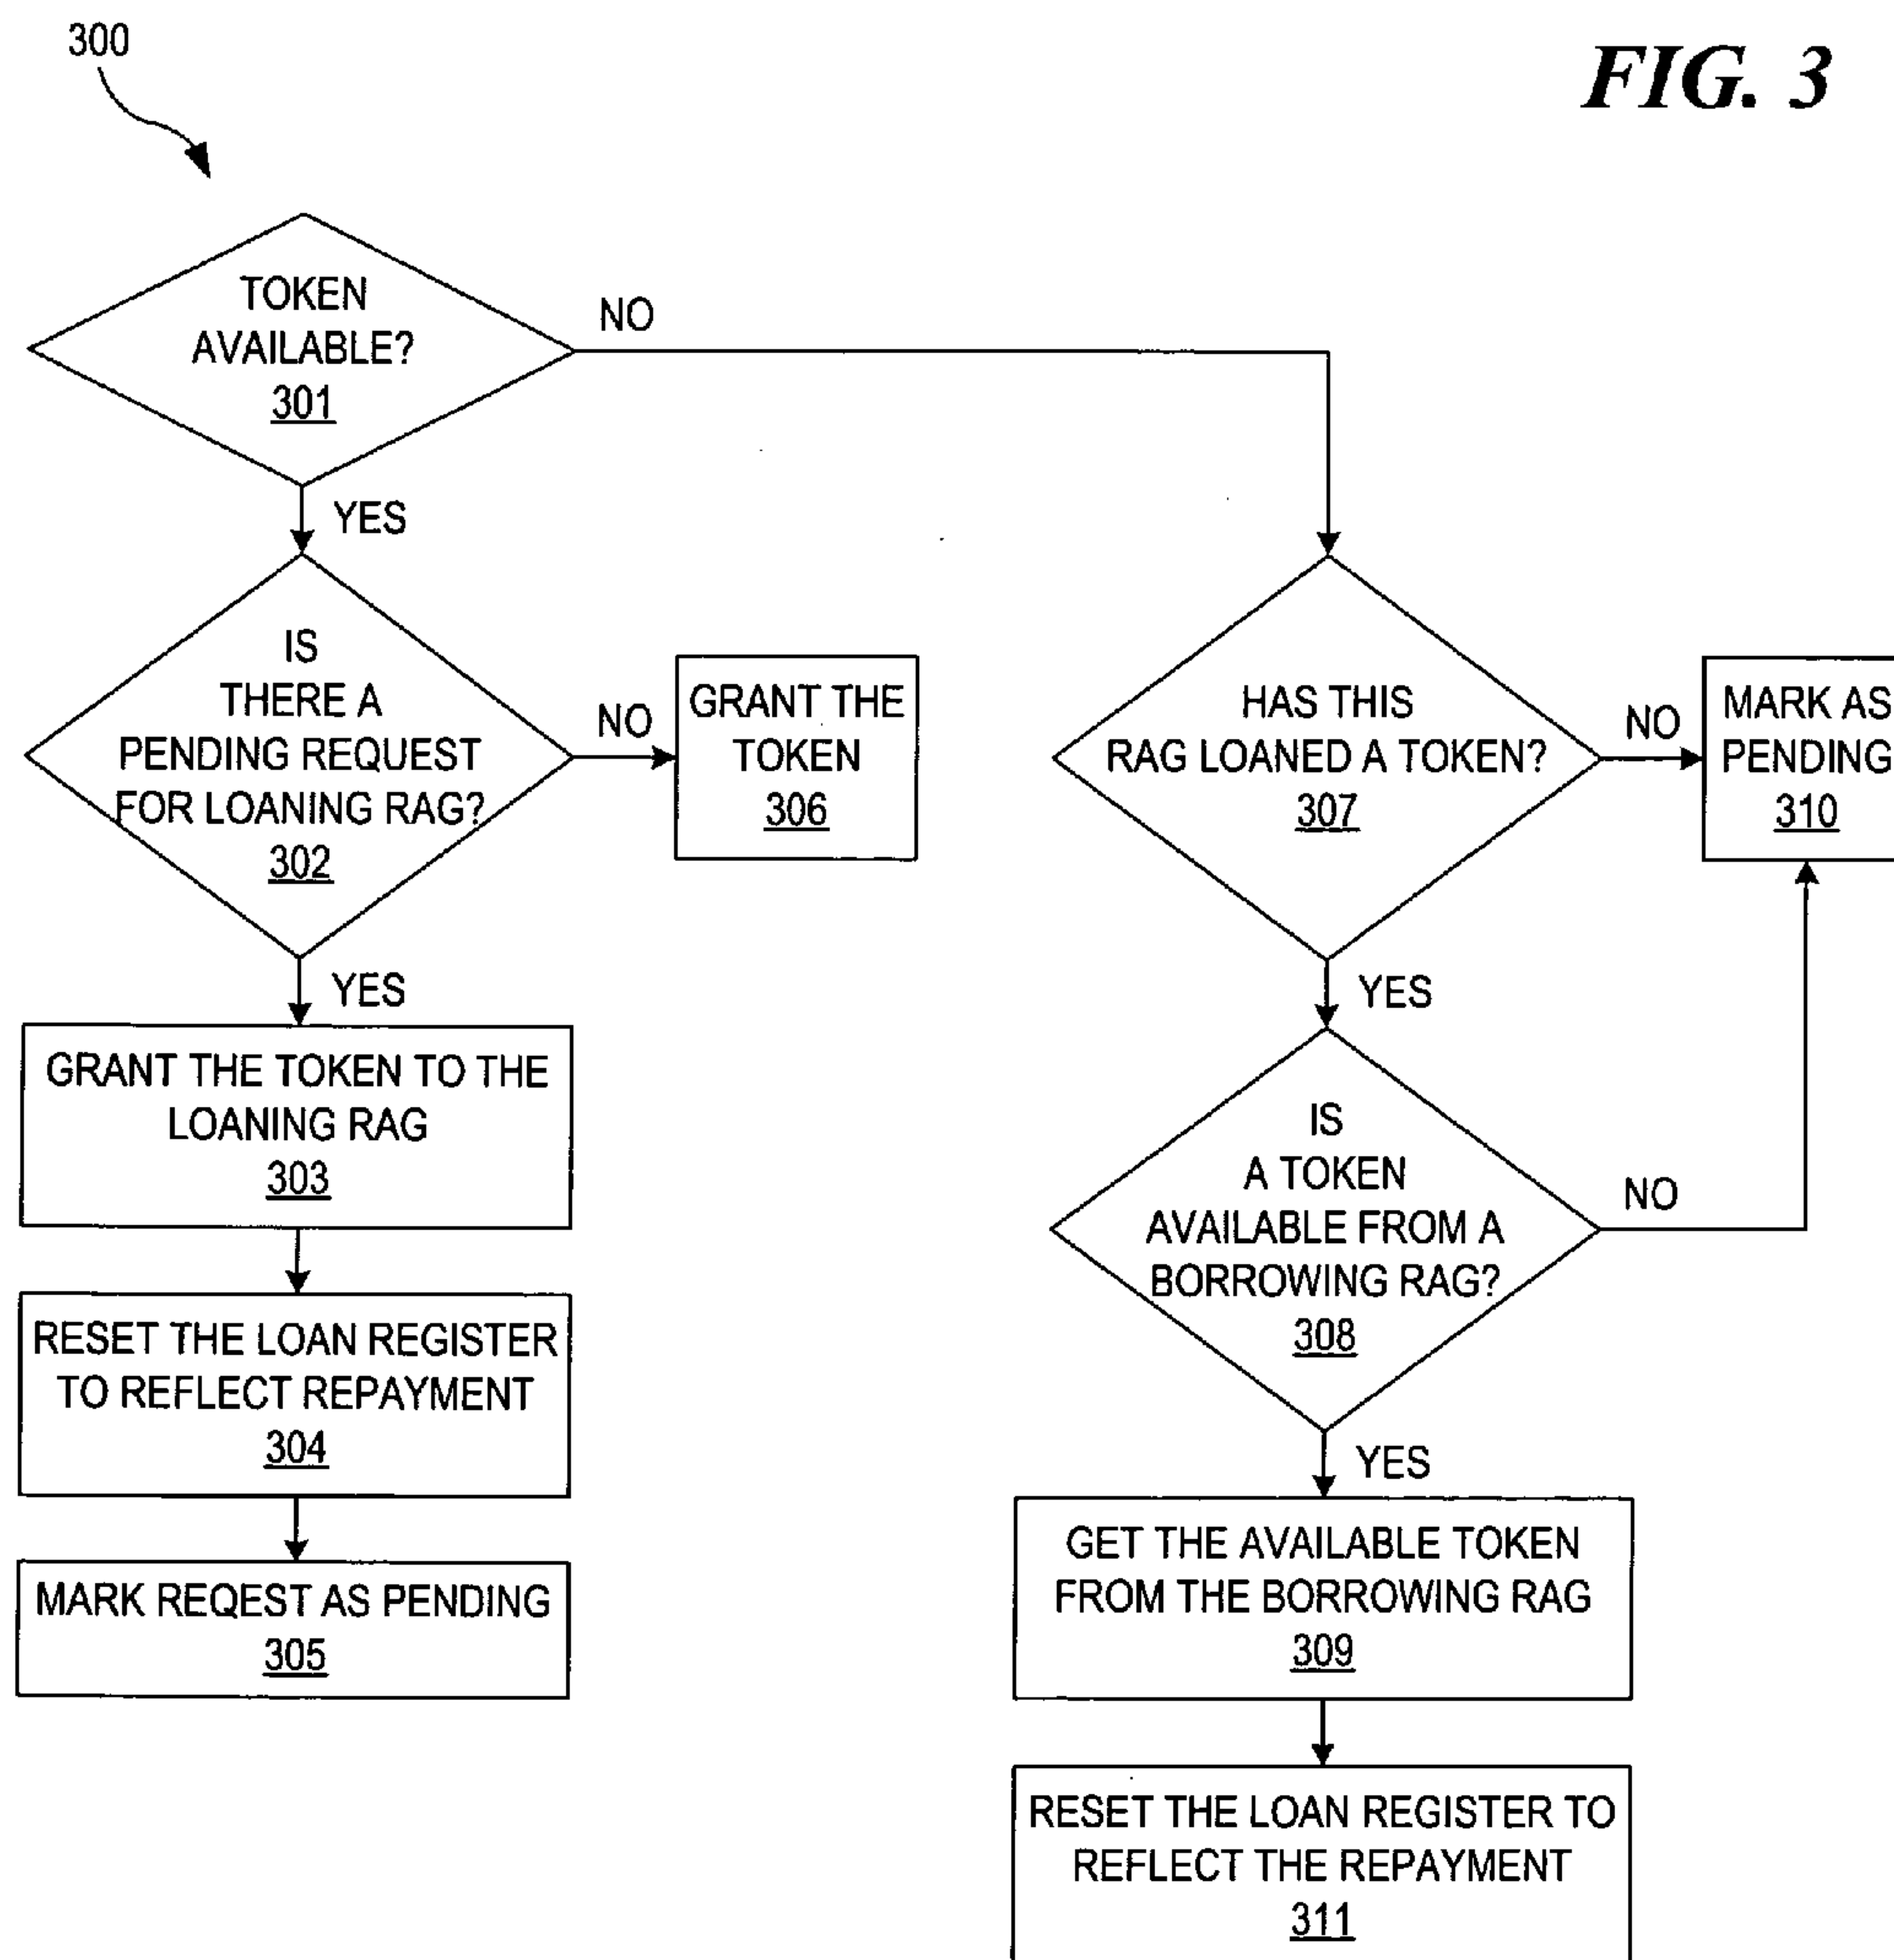 300
FIG. 3
TOKEN
AVAILABLE?
301
NO
YES
IS
THERE A
PENDING REQUEST
FOR LOANING RAG?
302
NO
GRANT THE
TOKEN
306
YES
GRANT THE TOKEN TO THE
LOANING RAG
303
RESET THE LOAN REGISTER
TO REFLECT REPAYMENT
304
MARK REQEST AS PENDING
305
HAS THIS
RAG LOANED A TOKEN?
307
NO
MARK AS
PENDING
310
YES
IS
A TOKEN
AVAILABLE FROM A
BORROWING RAG?
308
NO
YES
GET THE AVAILABLE TOKEN
FROM THE BORROWING RAG
309
RESET THE LOAN REGISTER TO
REFLECT THE REPAYMENT
311